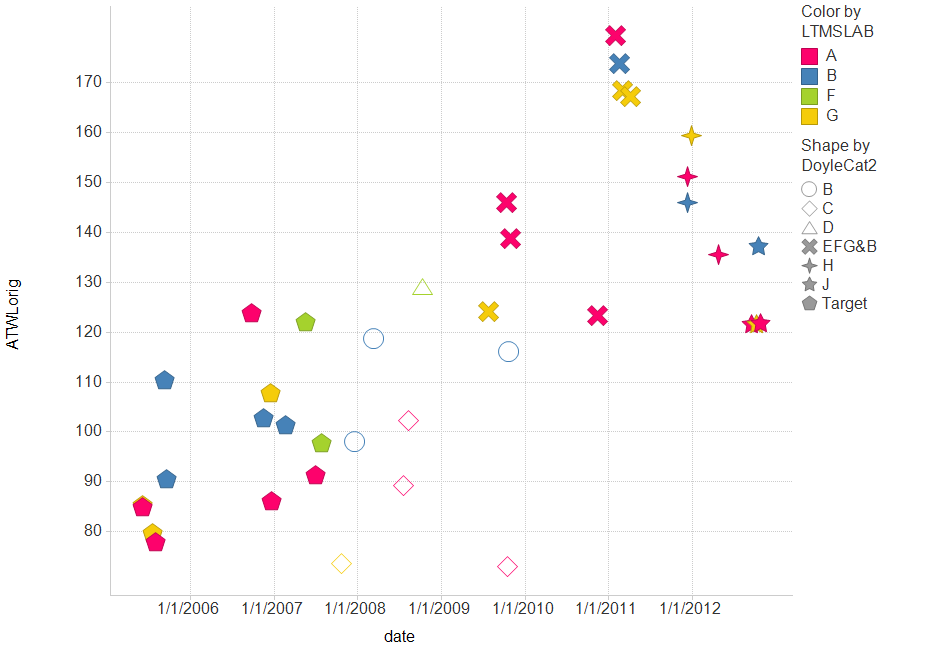 Color by
LTMSLAB
A
B
F
G
Shape by
DoyleCat2
B
C
D
EFG&B
H
J
Target
170
160
150
140
130
120
110
100
90
80
ATWLorig
1/1/2006 1/1/2007 1/1/2008 1/1/2009 1/1/2010 1/1/2011 1/1/2012
date